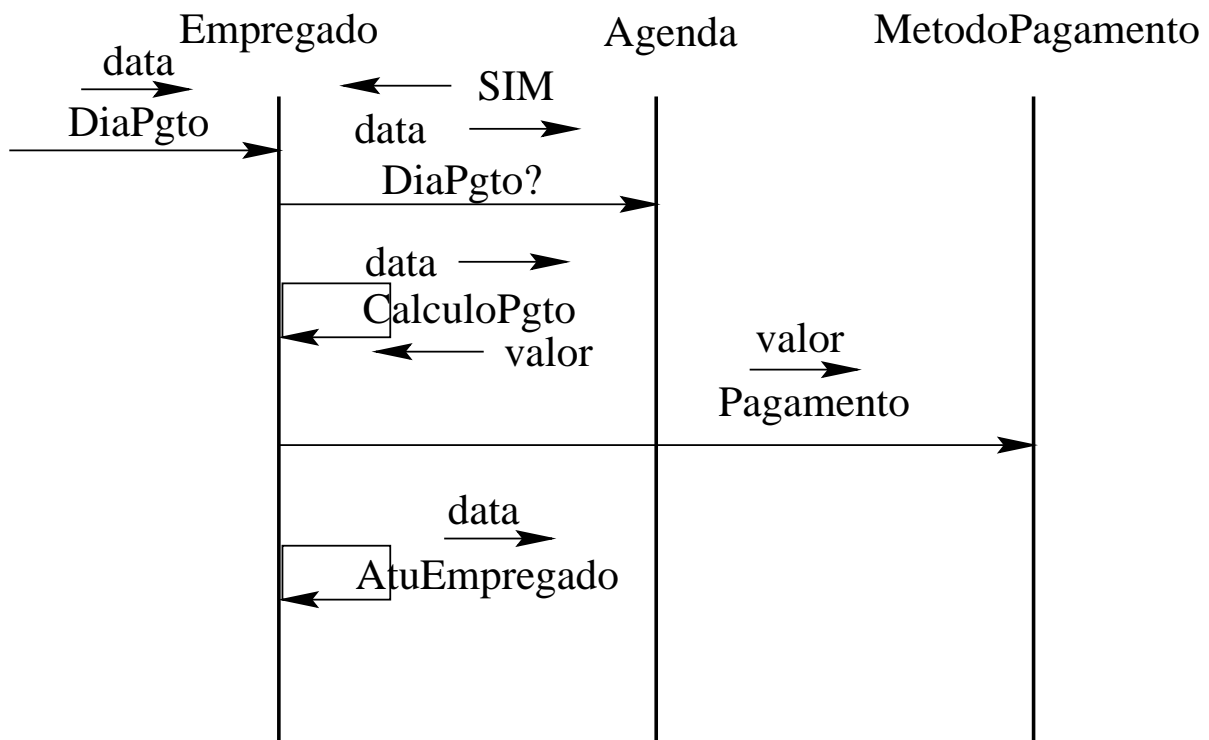 Empregado
Agenda
MetodoPagamento
data
SIM
DiaPgto
data
DiaPgto?
data
CalculoPgto
valor
valor
Pagamento
data
AtuEmpregado